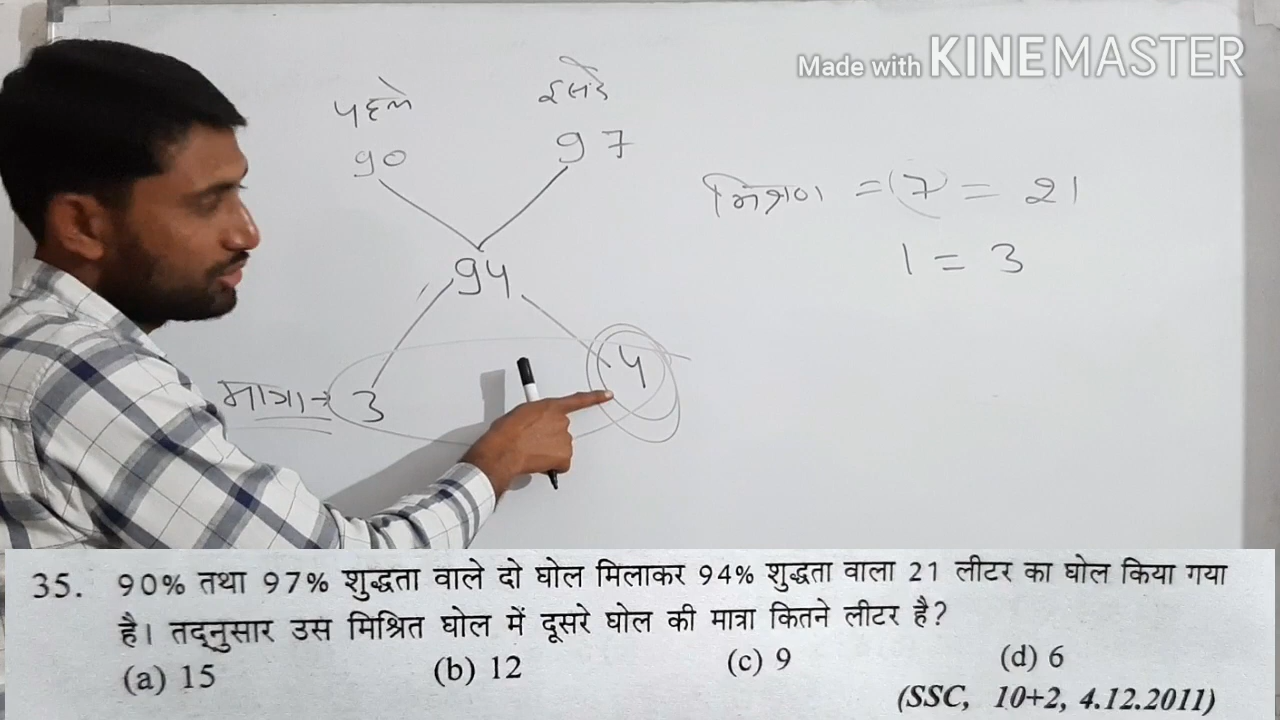 Made with KINEMASTER
पहले दूसरे
90 97
94
मिश्रण = 7 = 21
1 = 3
मात्रा → 3 4
35. 90% तथा 97% शुद्धता वाले दो घोल मिलाकर 94% शुद्धता वाला 21 लीटर का घोल किया गया
है। तद्नुसार उस मिश्रित घोल में दूसरे घोल की मात्रा कितने लीटर है?
(a) 15 (b) 12 (c) 9 (d) 6
(SSC, 10+2, 4.12.2011)